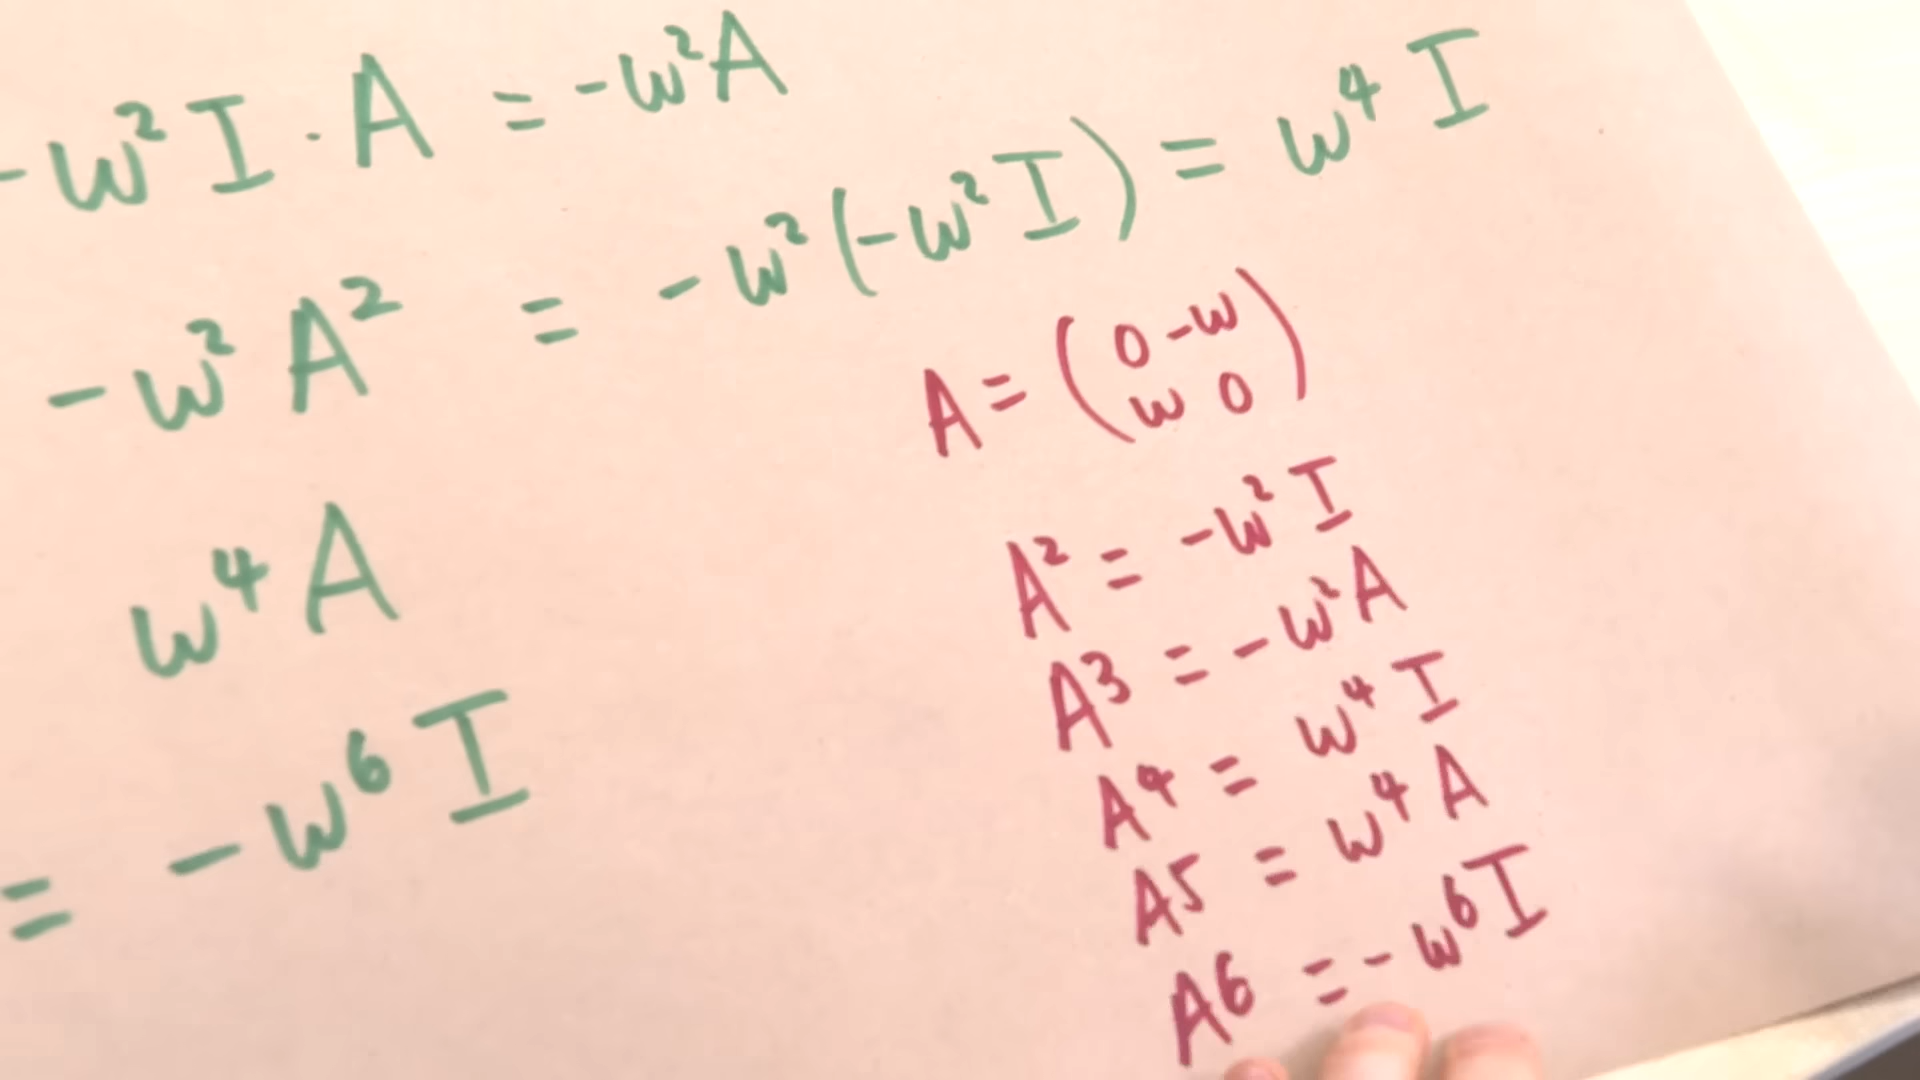 -w²I·A = -w²A
-w²A² = -w²(-w²I) = w⁴I
w⁴A
= -w⁶I
A = (0 -w
w 0)
A² = -w²I
A³ = -w²A
A⁴ = w⁴I
A5 = w⁴A
A6 = -w⁶I